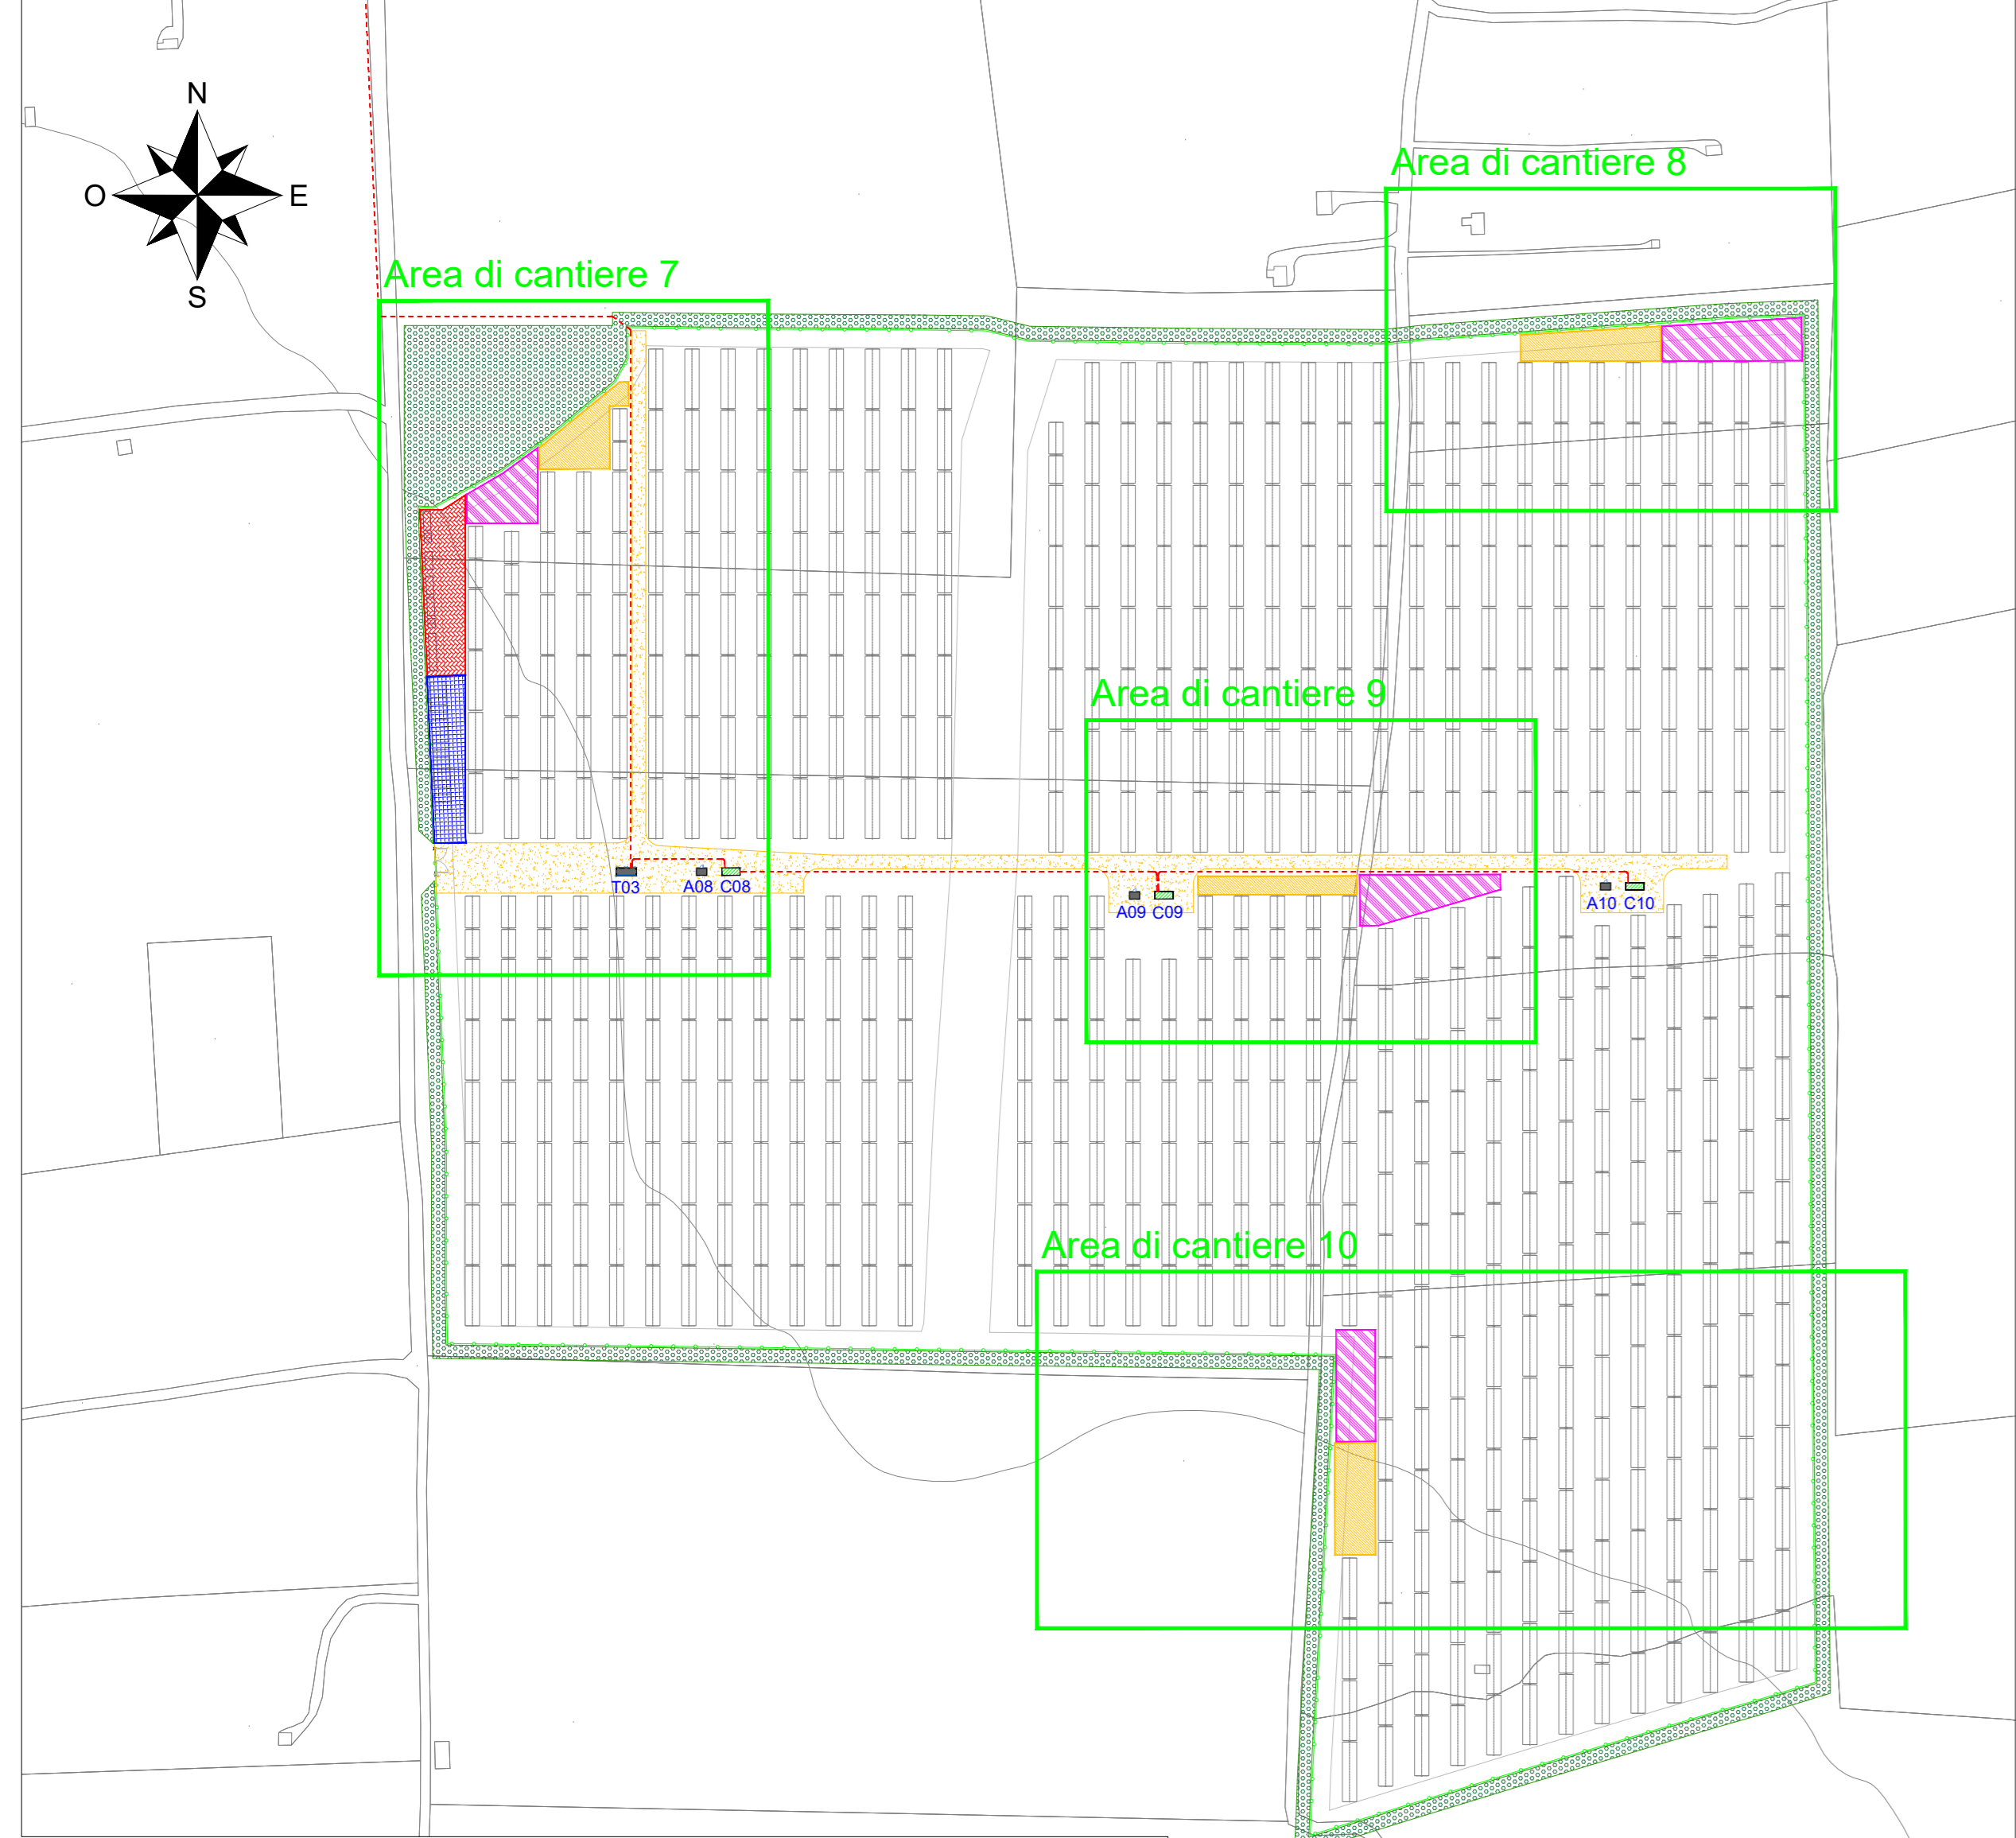 N
O
E
S
Area di cantiere 8
Area di cantiere 7
Area di cantiere 9
T03
A08
C08
A09
C09
A10
C10
Area di cantiere 10